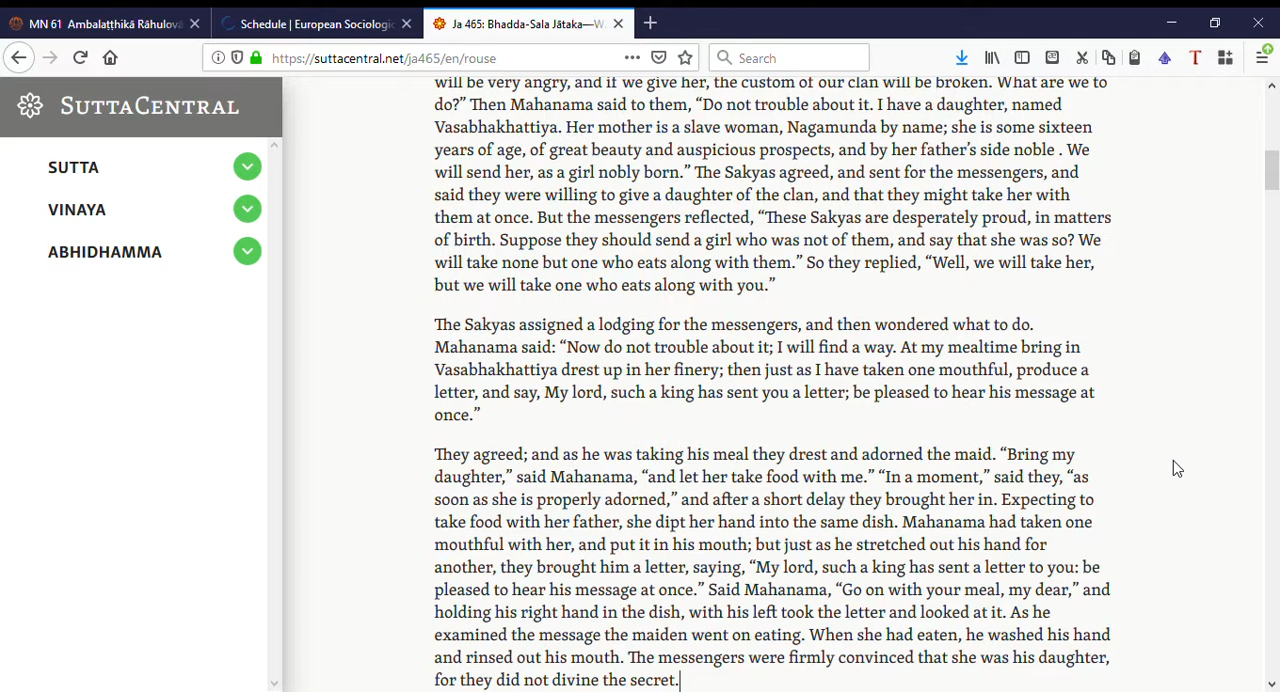 MN 61 Ambalaṭṭhikā Rāhulovā
Schedule | European Sociologic
Ja 465: Bhadda-Sala Jātaka—W
https://suttacentral.net/ja465/en/rouse
Search
SUTTACENTRAL
SUTTA
VINAYA
ABHIDHAMMA
will be very angry, and if we give her, the custom of our clan will be broken. What are we to
do?” Then Mahanama said to them, “Do not trouble about it. I have a daughter, named
Vasabhakhattiya. Her mother is a slave woman, Nagamunda by name; she is some sixteen
years of age, of great beauty and auspicious prospects, and by her father’s side noble . We
will send her, as a girl nobly born.” The Sakyas agreed, and sent for the messengers, and
said they were willing to give a daughter of the clan, and that they might take her with
them at once. But the messengers reflected, “These Sakyas are desperately proud, in matters
of birth. Suppose they should send a girl who was not of them, and say that she was so? We
will take none but one who eats along with them.” So they replied, “Well, we will take her,
but we will take one who eats along with you.”
The Sakyas assigned a lodging for the messengers, and then wondered what to do.
Mahanama said: “Now do not trouble about it; I will find a way. At my mealtime bring in
Vasabhakhattiya drest up in her finery; then just as I have taken one mouthful, produce a
letter, and say, My lord, such a king has sent you a letter; be pleased to hear his message at
once.”
They agreed; and as he was taking his meal they drest and adorned the maid. “Bring my
daughter,” said Mahanama, “and let her take food with me.” “In a moment,” said they, “as
soon as she is properly adorned,” and after a short delay they brought her in. Expecting to
take food with her father, she dipt her hand into the same dish. Mahanama had taken one
mouthful with her, and put it in his mouth; but just as he stretched out his hand for
another, they brought him a letter, saying, “My lord, such a king has sent a letter to you: be
pleased to hear his message at once.” Said Mahanama, “Go on with your meal, my dear,” and
holding his right hand in the dish, with his left took the letter and looked at it. As he
examined the message the maiden went on eating. When she had eaten, he washed his hand
and rinsed out his mouth. The messengers were firmly convinced that she was his daughter,
for they did not divine the secret.